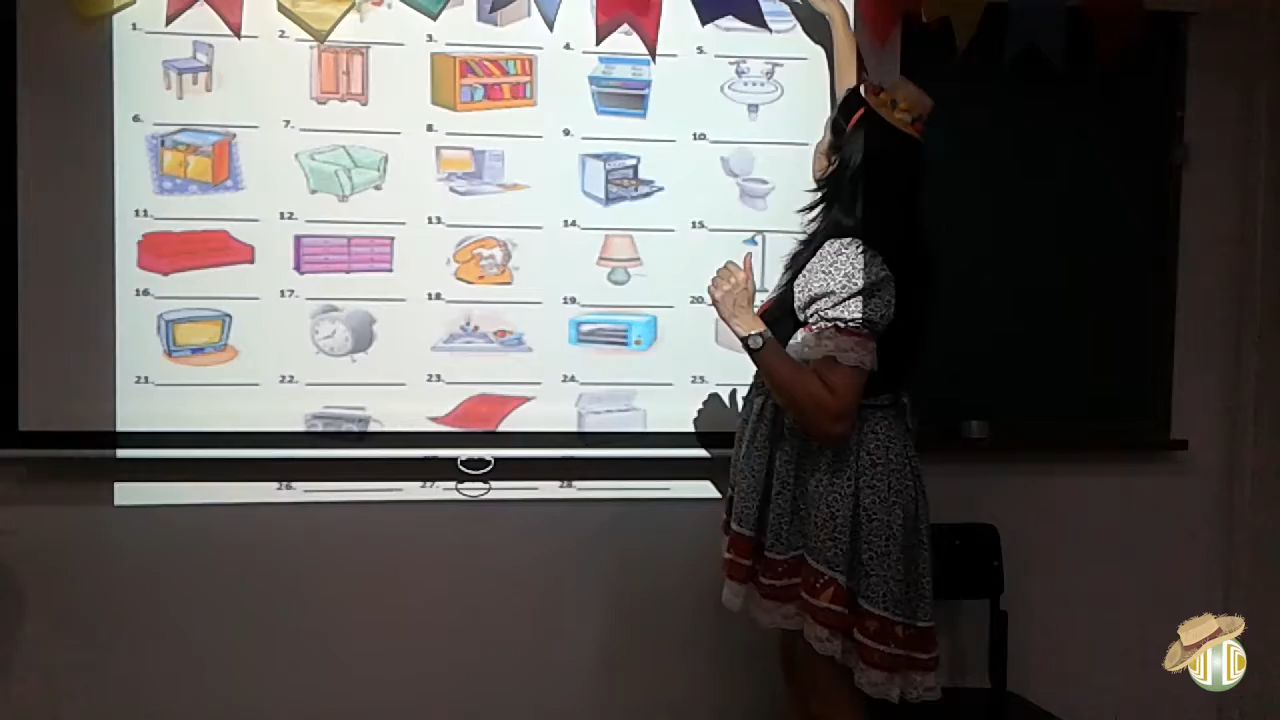 1. 2. 3. 4. 5.
6. 7. 8. 9. 10.
11. 12. 13. 14. 15.
16. 17. 18. 19. 20.
21. 22. 23. 24. 25.
26. 27. 28.